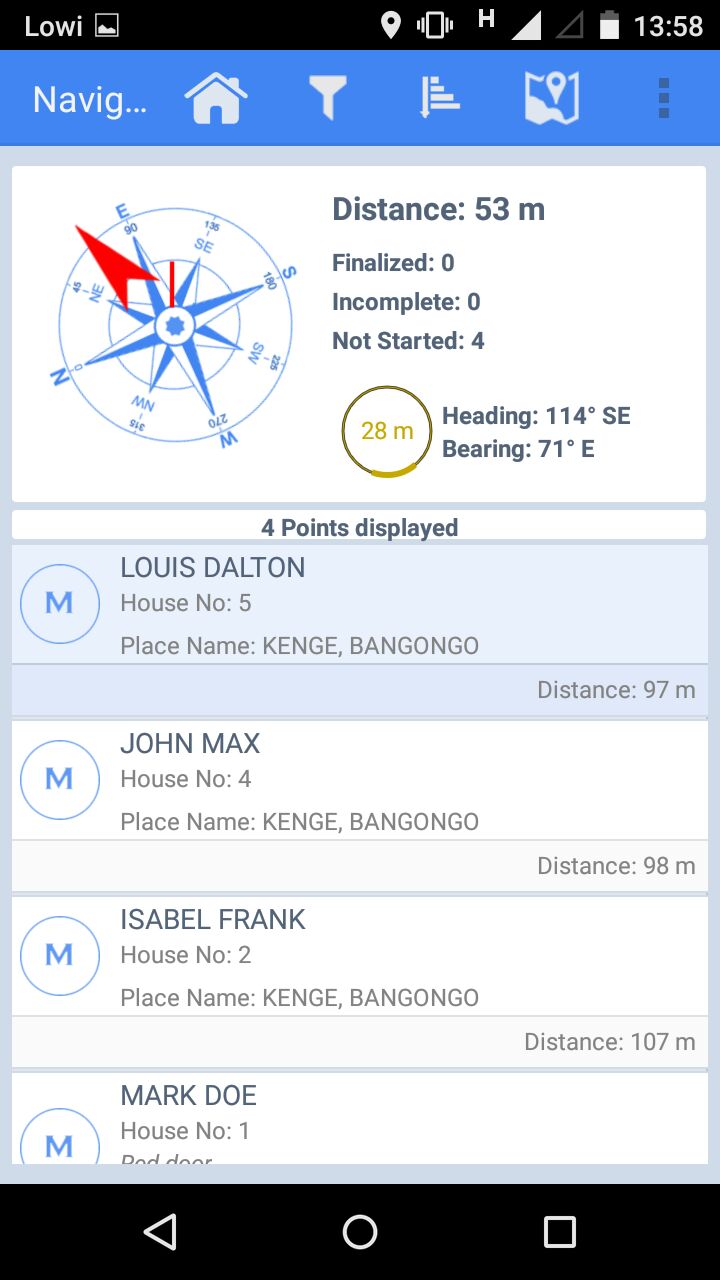 Lowi
H
13:58
Navig...
E
90
135
SE
S
180
45
NE
SW
225
N
0
NW
315
270
W
Distance: 53 m
Finalized: 0
Incomplete: 0
Not Started: 4
28 m
Heading: 114° SE
Bearing: 71° E
4 Points displayed
M
LOUIS DALTON
House No: 5
Place Name: KENGE, BANGONGO
Distance: 97 m
M
JOHN MAX
House No: 4
Place Name: KENGE, BANGONGO
Distance: 98 m
M
ISABEL FRANK
House No: 2
Place Name: KENGE, BANGONGO
Distance: 107 m
M
MARK DOE
House No: 1
Red door